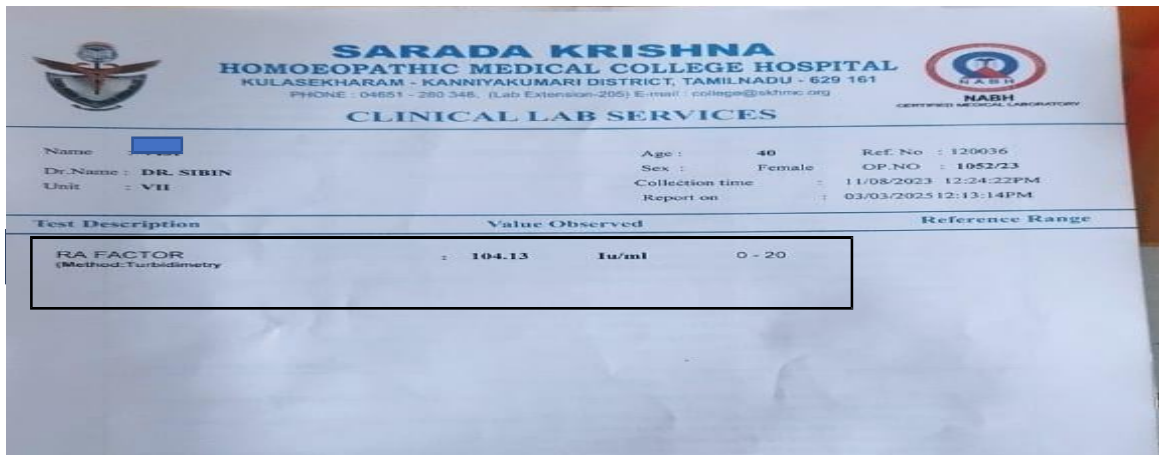 SARADA KRISHNA
HOMOEOPATHIC MEDICAL COLLEGE HOSPITAL
KULASEKHARAM - KANNIYAKUMARI DISTRICT, TAMILNADU - 629 161
PHONE : 04651 - 280 348, (Lab Extension-205) E-mail : college@skhmc.org
NABH
NABH
CERTIFIED MEDICAL LABORATORY
CLINICAL LAB SERVICES
Name : Age : 40 Ref. No : 120036
Dr.Name : DR. SIBIN Sex : Female OP.NO : 1052/23
Unit : VII Collection time : 11/08/2023 12:24:22PM
Report on : 03/03/2025 12:13:14PM
Test Description Value Observed Reference Range
RA FACTOR : 104.13 Iu/ml 0 - 20
(Method:Turbidimetry